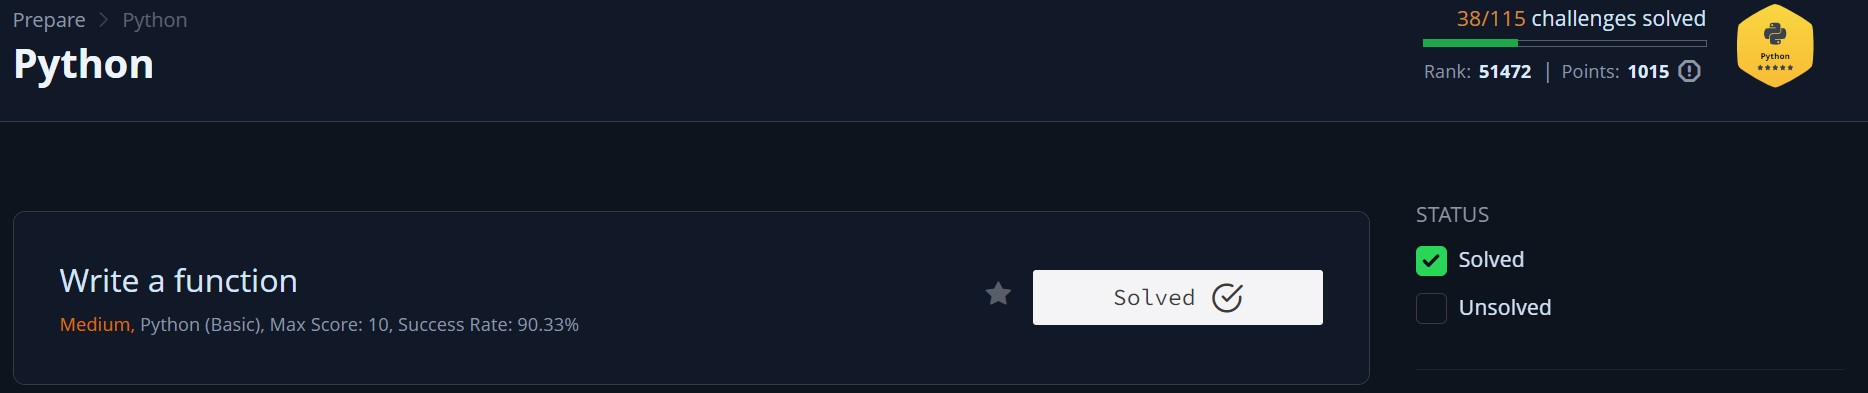 Prepare > Python
Python
38/115 challenges solved
Rank: 51472 | Points: 1015
Python
Write a function
Medium, Python (Basic), Max Score: 10, Success Rate: 90.33%
Solved
STATUS
Solved
Unsolved